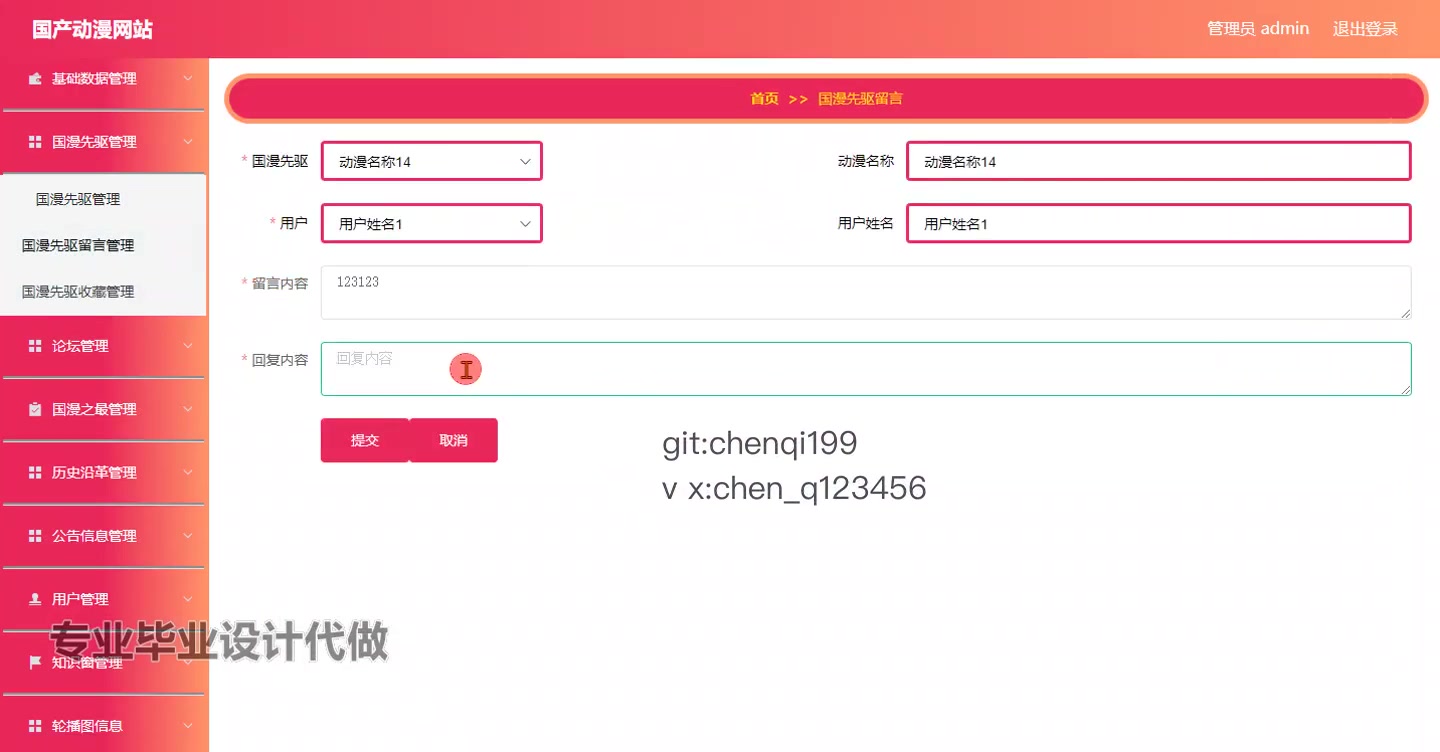 国产动漫网站
管理员 admin
退出登录
基础数据管理
国漫先驱管理
国漫先驱管理
国漫先驱留言管理
国漫先驱收藏管理
论坛管理
国漫之最管理
历史沿革管理
公告信息管理
用户管理
知识窗管理
轮播图信息
首页 >> 国漫先驱留言
* 国漫先驱
动漫名称14
动漫名称
动漫名称14
* 用户
用户姓名1
用户姓名
用户姓名1
* 留言内容
123123
* 回复内容
回复内容
提交
取消
git:chenqi199
v x:chen_q123456
专业毕业设计代做